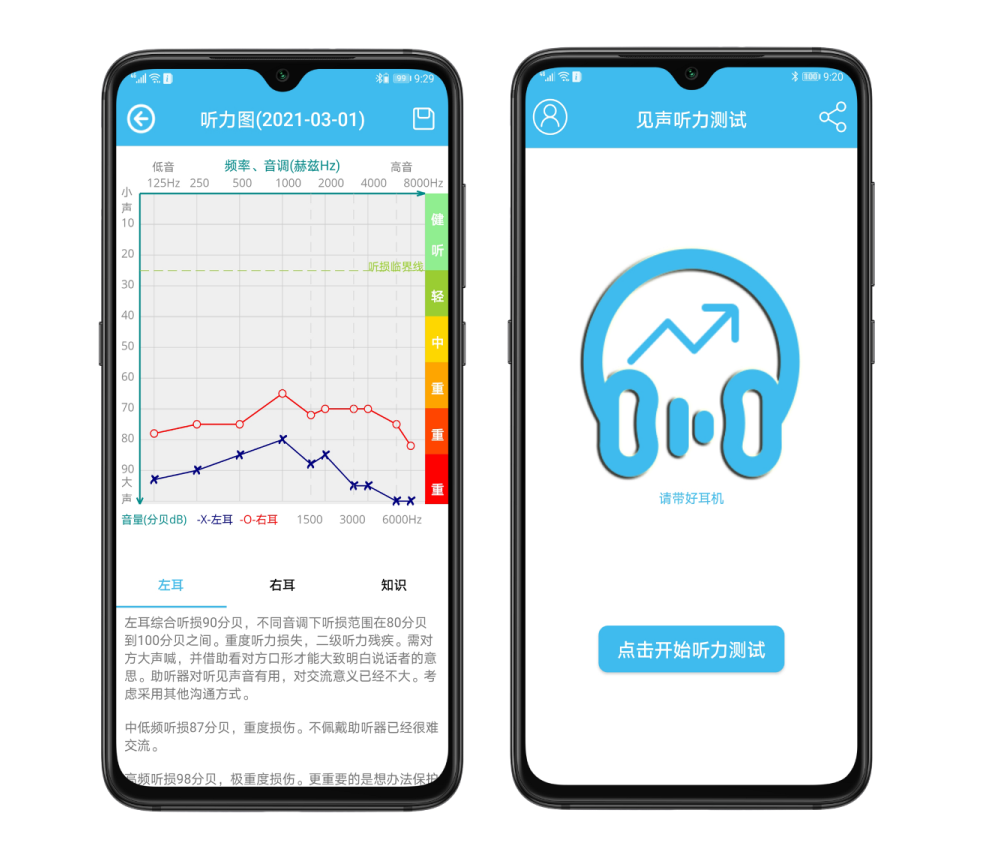 99 9:29
听力图(2021-03-01)
低音 频率、音调(赫兹Hz) 高音
125Hz 250 500 1000 2000 4000 8000Hz
小
声
10
20
30
40
50
60
70
80
90
大
声
听损临界线
健
听
轻
中
重
重
重
音量(分贝dB) -X-左耳 -O-右耳 1500 3000 6000Hz
左耳 右耳 知识
左耳综合听损90分贝，不同音调下听损范围在80分贝
到100分贝之间。重度听力损失，二级听力残疾。需对
方大声喊，并借助看对方口形才能大致明白说话者的意
思。助听器对听见声音有用，对交流意义已经不大。考
虑采用其他沟通方式。
中低频听损87分贝，重度损伤。不佩戴助听器已经很难
交流。
高频听损98分贝，极重度损伤。更重要的是想办法保护
100 9:20
见声听力测试
请带好耳机
点击开始听力测试